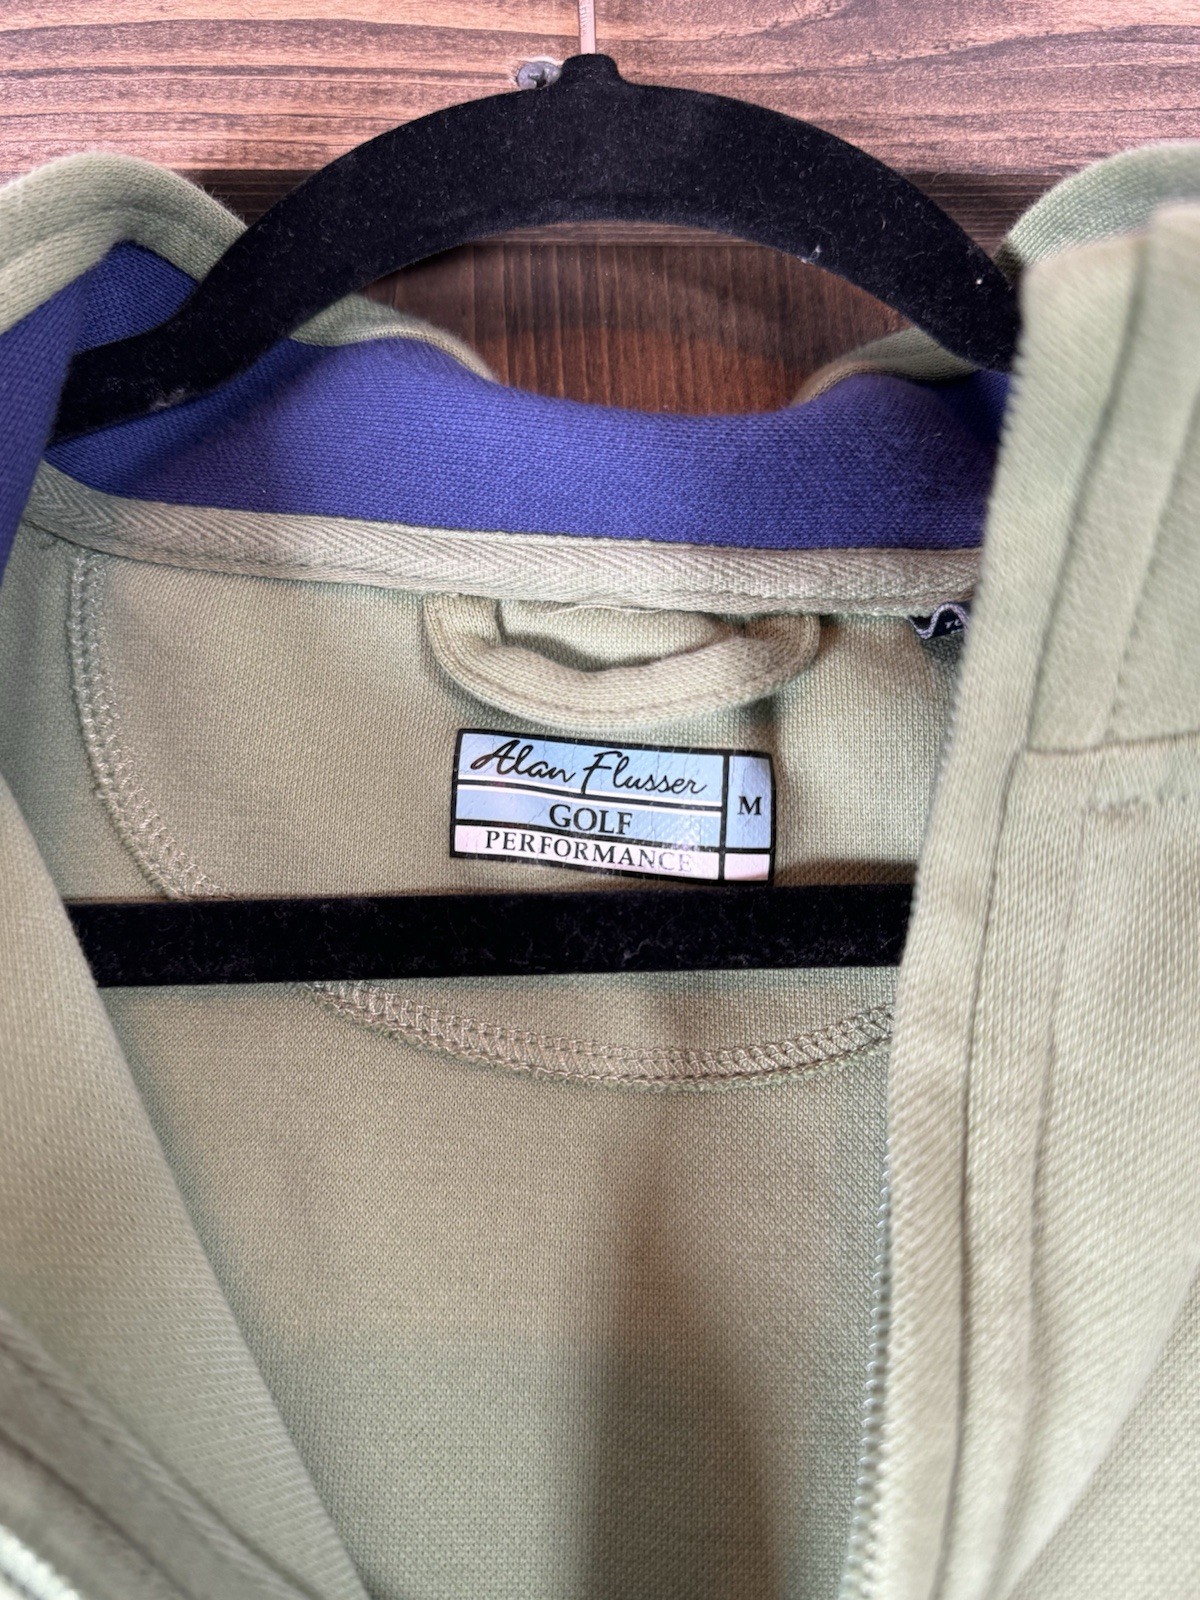 Alan Flusser
GOLF
PERFORMANCE
M